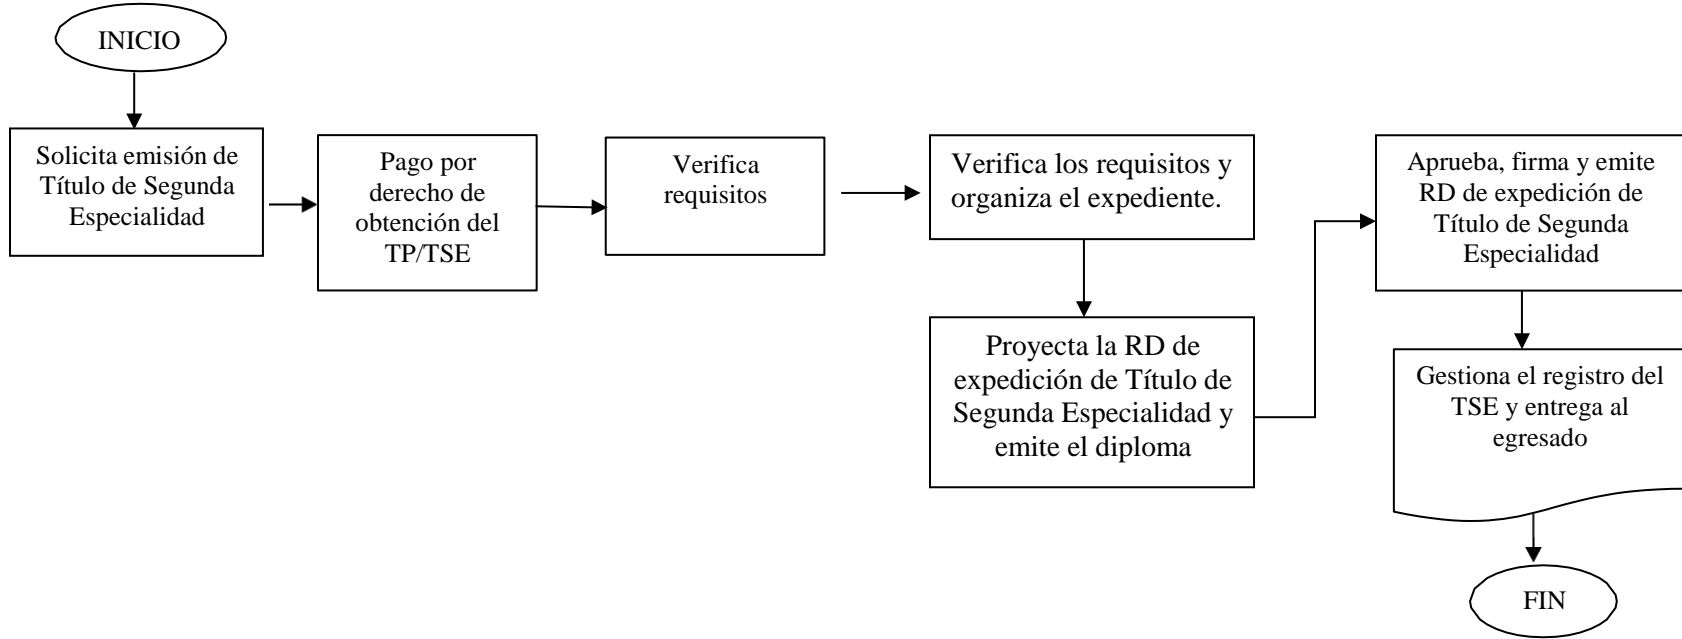 INICIO
Solicita emisión de
Título de Segunda
Especialidad
Pago por
derecho de
obtención del
TP/TSE
Verifica
requisitos
Verifica los requisitos y
organiza el expediente.
Proyecta la RD de
expedición de Título de
Segunda Especialidad y
emite el diploma
Aprueba, firma y emite
RD de expedición de
Título de Segunda
Especialidad
Gestiona el registro del
TSE y entrega al
egresado
FIN